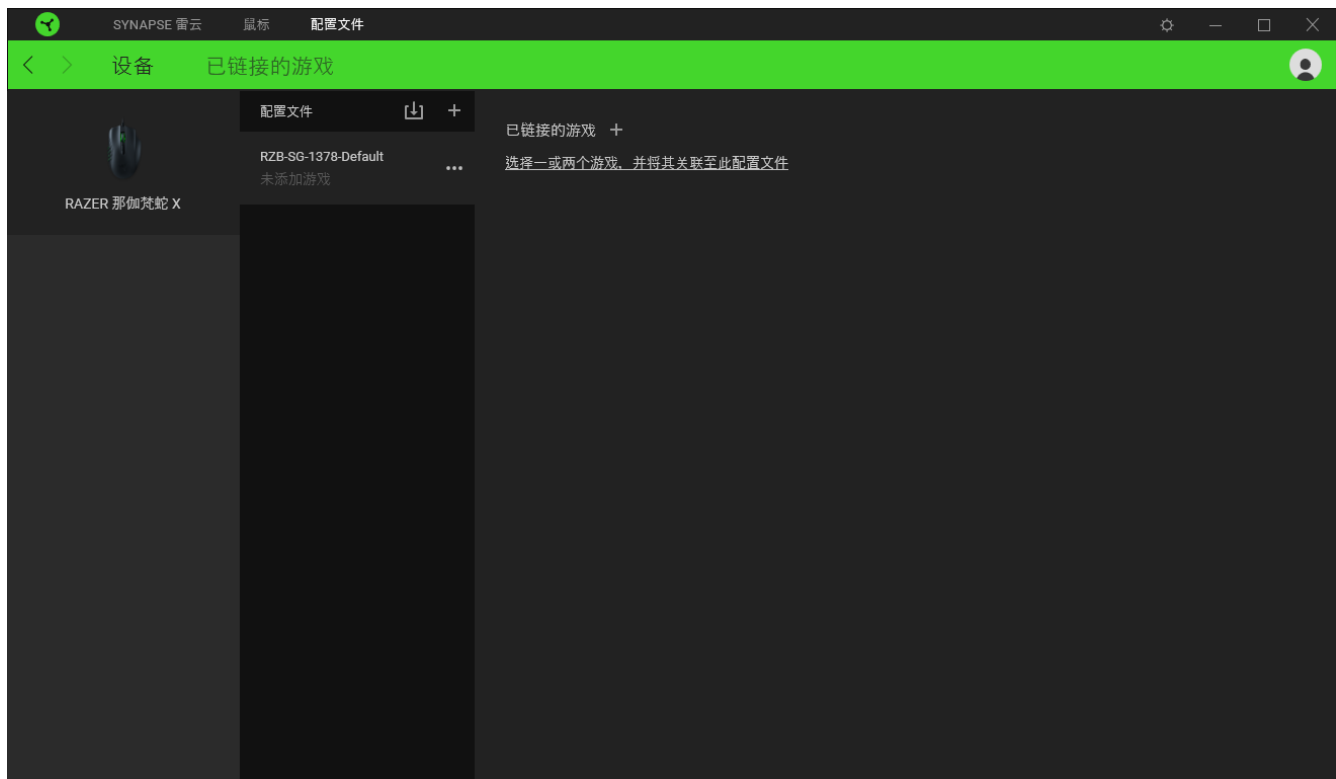 SYNAPSE 雷云 鼠标 配置文件
设备 已链接的游戏
配置文件
RZB-SG-1378-Default
未添加游戏
RAZER 那伽梵蛇 X
已链接的游戏
选择一或两个游戏，并将其关联至此配置文件